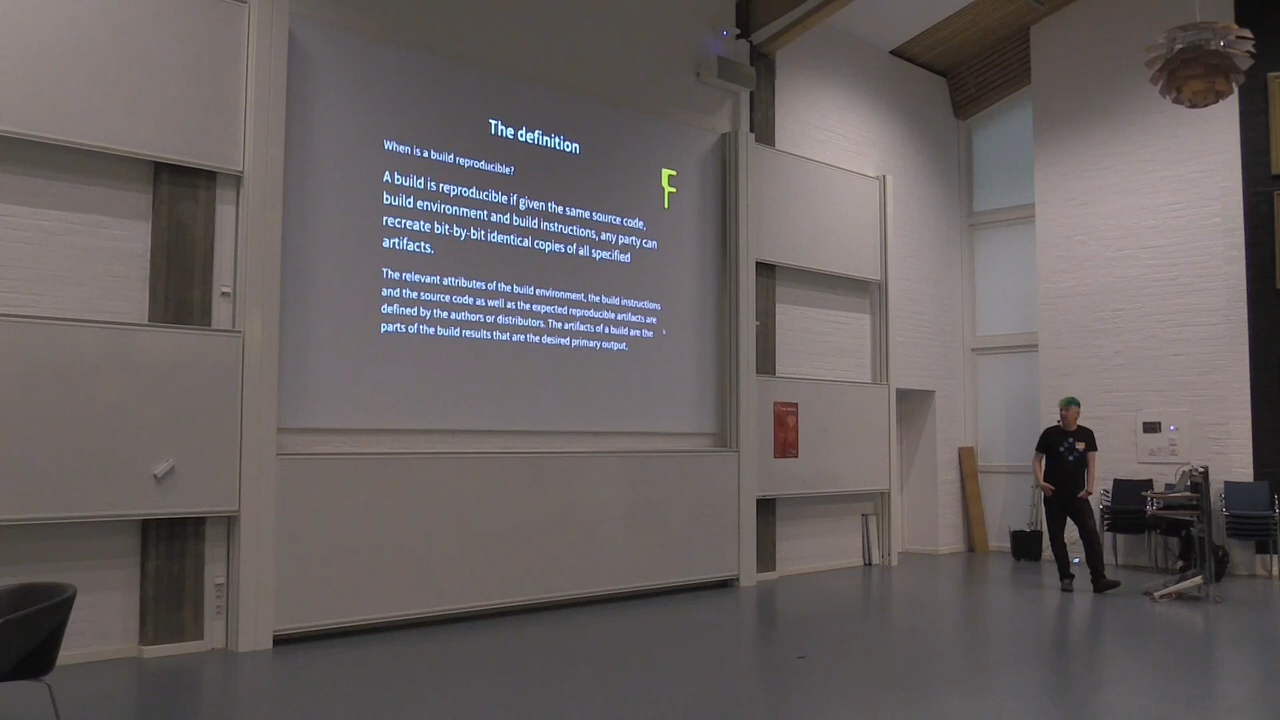 The definition
When is a build reproducible?
A build is reproducible if given the same source code,
build environment and build instructions, any party can
recreate bit-by-bit identical copies of all specified
artifacts.
The relevant attributes of the build environment, the build instructions
and the source code as well as the expected reproducible artifacts are
defined by the authors or distributors. The artifacts of a build are the
parts of the build results that are the desired primary output.